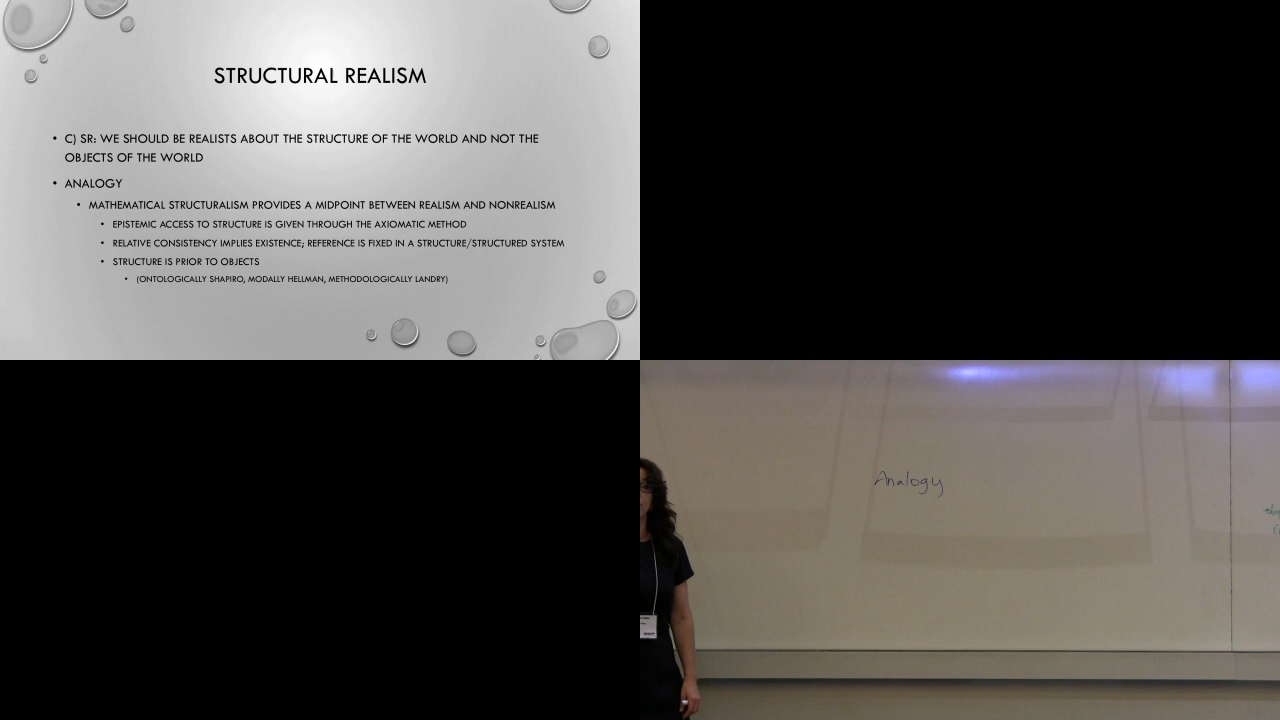 STRUCTURAL REALISM
• C) SR: WE SHOULD BE REALISTS ABOUT THE STRUCTURE OF THE WORLD AND NOT THE
OBJECTS OF THE WORLD
• ANALOGY
• MATHEMATICAL STRUCTURALISM PROVIDES A MIDPOINT BETWEEN REALISM AND NONREALISM
• EPISTEMIC ACCESS TO STRUCTURE IS GIVEN THROUGH THE AXIOMATIC METHOD
• RELATIVE CONSISTENCY IMPLIES EXISTENCE; REFERENCE IS FIXED IN A STRUCTURE/STRUCTURED SYSTEM
• STRUCTURE IS PRIOR TO OBJECTS
• (ONTOLOGICALLY SHAPIRO, MODALLY HELLMAN, METHODOLOGICALLY LANDRY)
Analogy